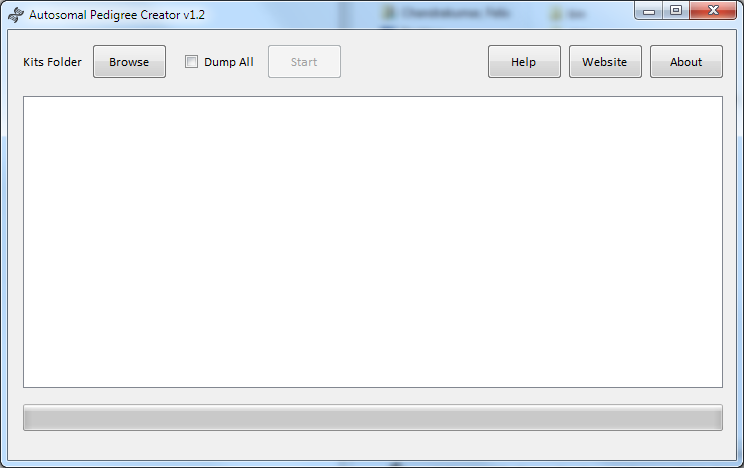 Autosomal Pedigree Creator v1.2
Kits Folder Browse Dump All Start Help Website About